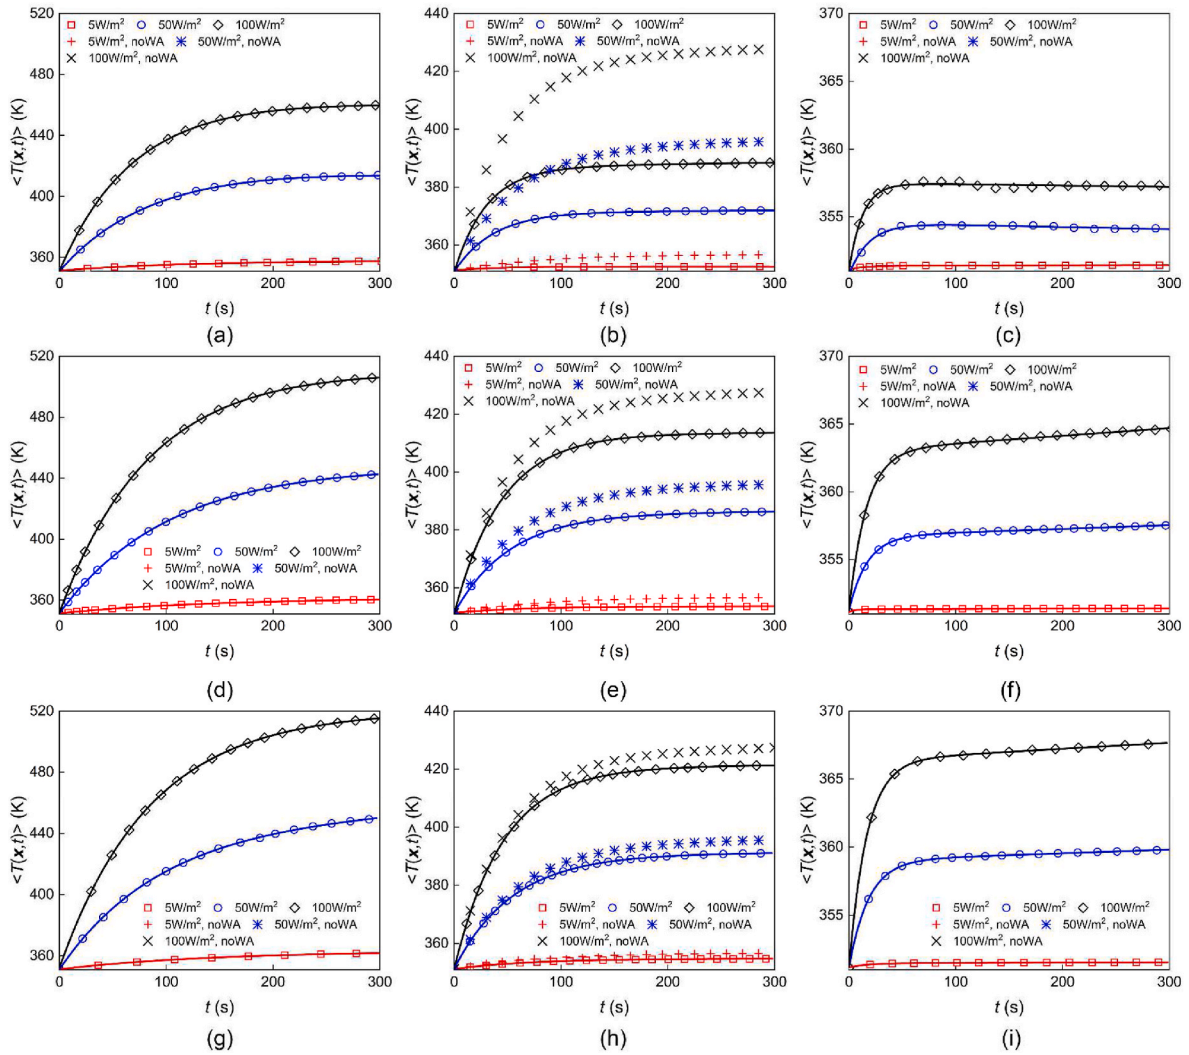 520
480
440
400
360
5W/m² 50W/m² 100W/m²
5W/m², noWA 50W/m², noWA
100W/m², noWA
<T(x,t)> (K)
0 100 200 300
t (s)
(a)
440
420
400
380
360
5W/m² 50W/m² 100W/m²
5W/m², noWA 50W/m², noWA
100W/m², noWA
<T(x,t)> (K)
0 100 200 300
t (s)
(b)
370
365
360
355
5W/m² 50W/m² 100W/m²
5W/m², noWA 50W/m², noWA
100W/m², noWA
<T(x,t)> (K)
0 100 200 300
t (s)
(c)
520
480
440
400
360
<T(x,t)> (K)
5W/m² 50W/m² 100W/m²
5W/m², noWA 50W/m², noWA
100W/m², noWA
0 100 200 300
t (s)
(d)
440
420
400
380
360
5W/m² 50W/m² 100W/m²
5W/m², noWA 50W/m², noWA
100W/m², noWA
<T(x,t)> (K)
0 100 200 300
t (s)
(e)
370
365
360
355
5W/m² 50W/m² 100W/m²
5W/m², noWA 50W/m², noWA
100W/m², noWA
<T(x,t)> (K)
0 100 200 300
t (s)
(f)
520
480
440
400
360
<T(x,t)> (K)
5W/m² 50W/m² 100W/m²
5W/m², noWA 50W/m², noWA
100W/m², noWA
0 100 200 300
t (s)
(g)
440
420
400
380
360
<T(x,t)> (K)
5W/m² 50W/m² 100W/m²
5W/m², noWA 50W/m², noWA
100W/m², noWA
0 100 200 300
t (s)
(h)
370
365
360
355
<T(x,t)> (K)
5W/m² 50W/m² 100W/m²
5W/m², noWA 50W/m², noWA
100W/m², noWA
0 100 200 300
t (s)
(i)